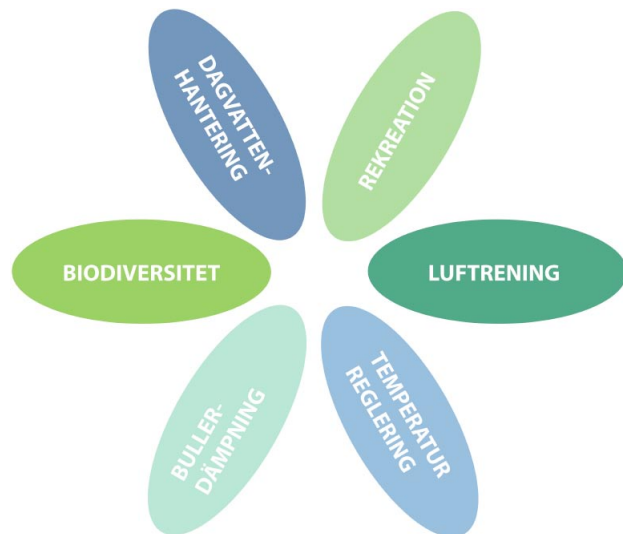 DAGVATTEN-
HANTERING
REKREATION
BIODIVERSITET
LUFTRENING
BULLER-
DÄMPNING
TEMPERATUR
REGLERING